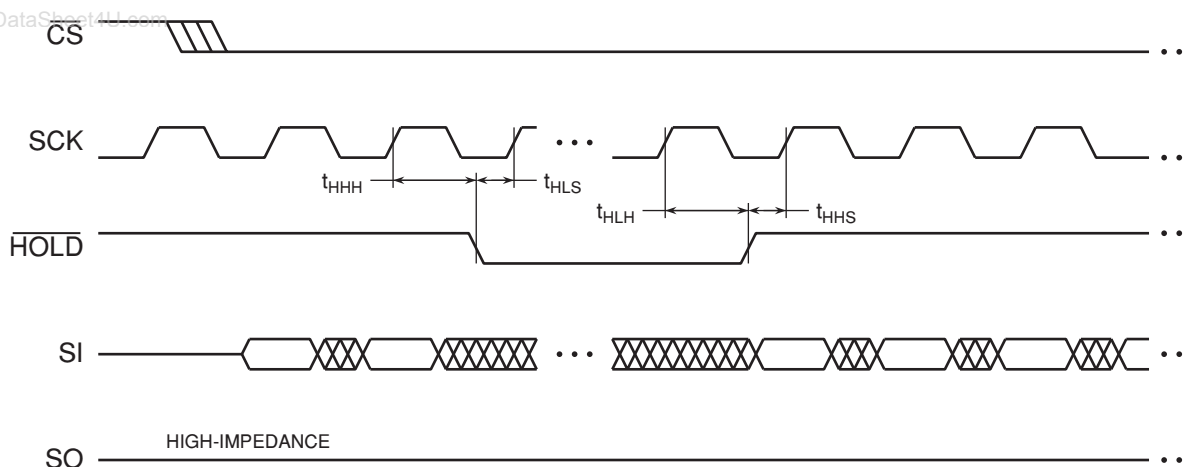 DataSheet4U.com
CS
SCK
tHHH
tHLS
tHLH
tHHS
HOLD
SI
HIGH-IMPEDANCE
SO